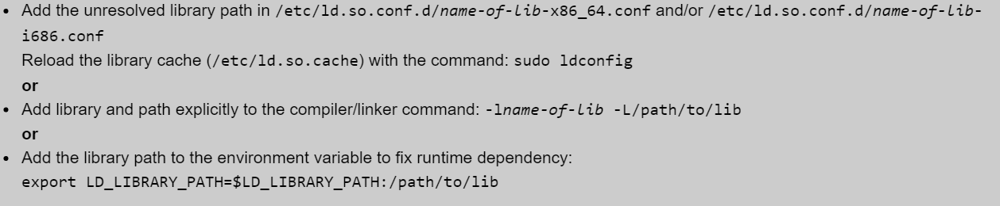 • Add the unresolved library path in /etc/ld.so.conf.d/name-of-lib-x86_64.conf and/or /etc/ld.so.conf.d/name-of-lib-
i686.conf
Reload the library cache (/etc/ld.so.cache) with the command: sudo ldconfig
or
• Add library and path explicitly to the compiler/linker command: -lname-of-lib -L/path/to/lib
or
• Add the library path to the environment variable to fix runtime dependency:
export LD_LIBRARY_PATH=$LD_LIBRARY_PATH:/path/to/lib